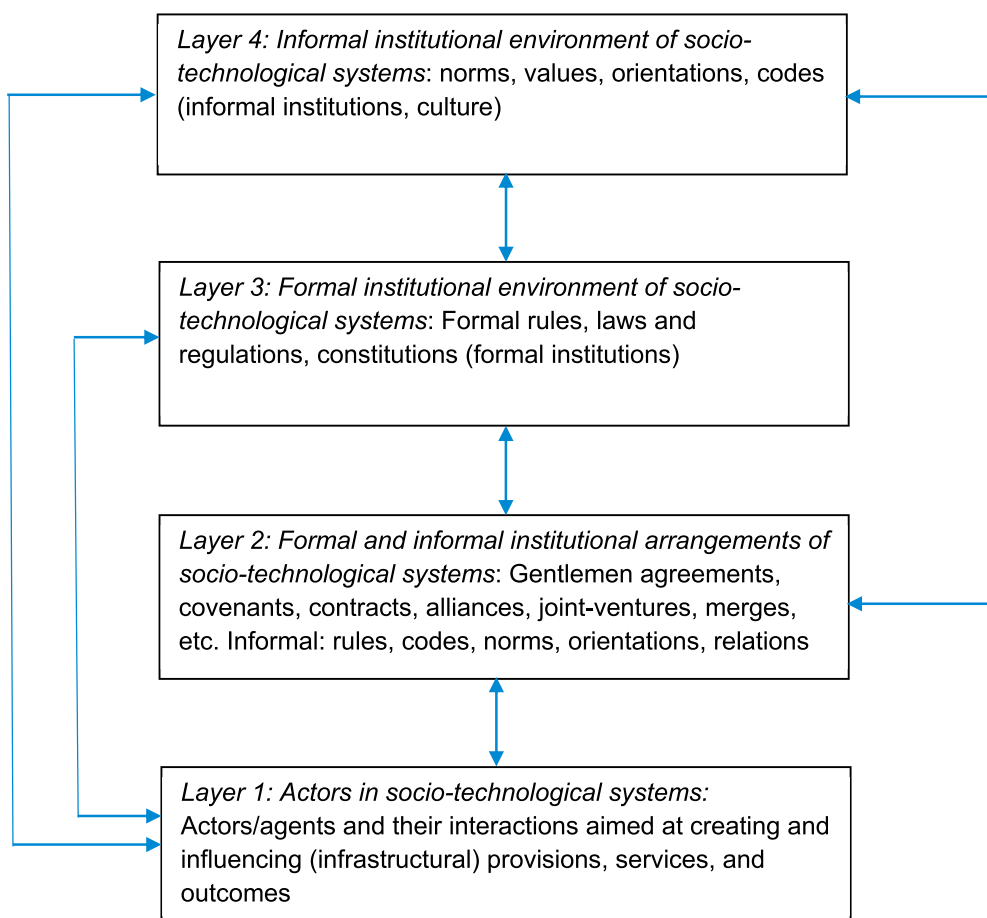 Layer 4: Informal institutional environment of socio-
technological systems: norms, values, orientations, codes
(informal institutions, culture)
Layer 3: Formal institutional environment of socio-
technological systems: Formal rules, laws and
regulations, constitutions (formal institutions)
Layer 2: Formal and informal institutional arrangements of
socio-technological systems: Gentlemen agreements,
covenants, contracts, alliances, joint-ventures, merges,
etc. Informal: rules, codes, norms, orientations, relations
Layer 1: Actors in socio-technological systems:
Actors/agents and their interactions aimed at creating and
influencing (infrastructural) provisions, services, and
outcomes